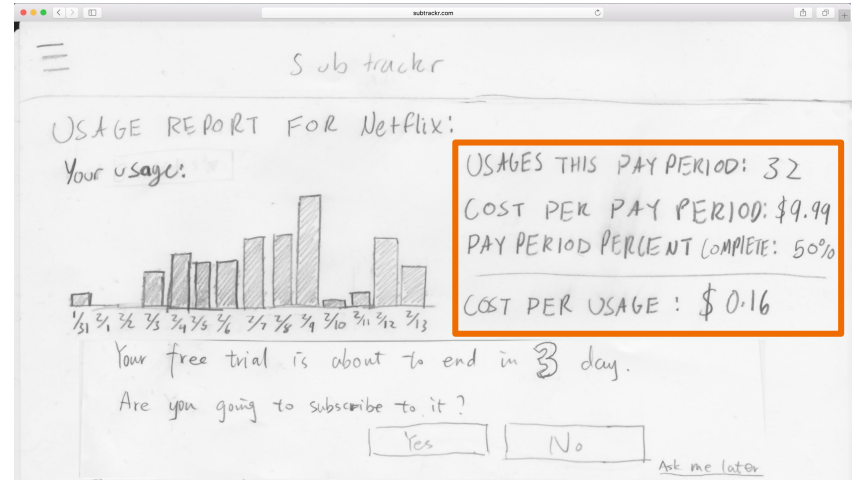 subtrackr.com
Subtrackr
USAGE REPORT FOR Netflix:
Your usage:
USAGES THIS PAY PERIOD: 32
COST PER PAY PERIOD: $9.99
PAY PERIOD PERCENT COMPLETE: 50%
COST PER USAGE: $0.16
1/31 2/1 2/2 2/3 2/4 2/5 2/6 2/7 2/8 2/9 2/10 2/11 2/12 2/13
Your free trial is about to end in 3 day.
Are you going to subscribe to it?
Yes No
Ask me later